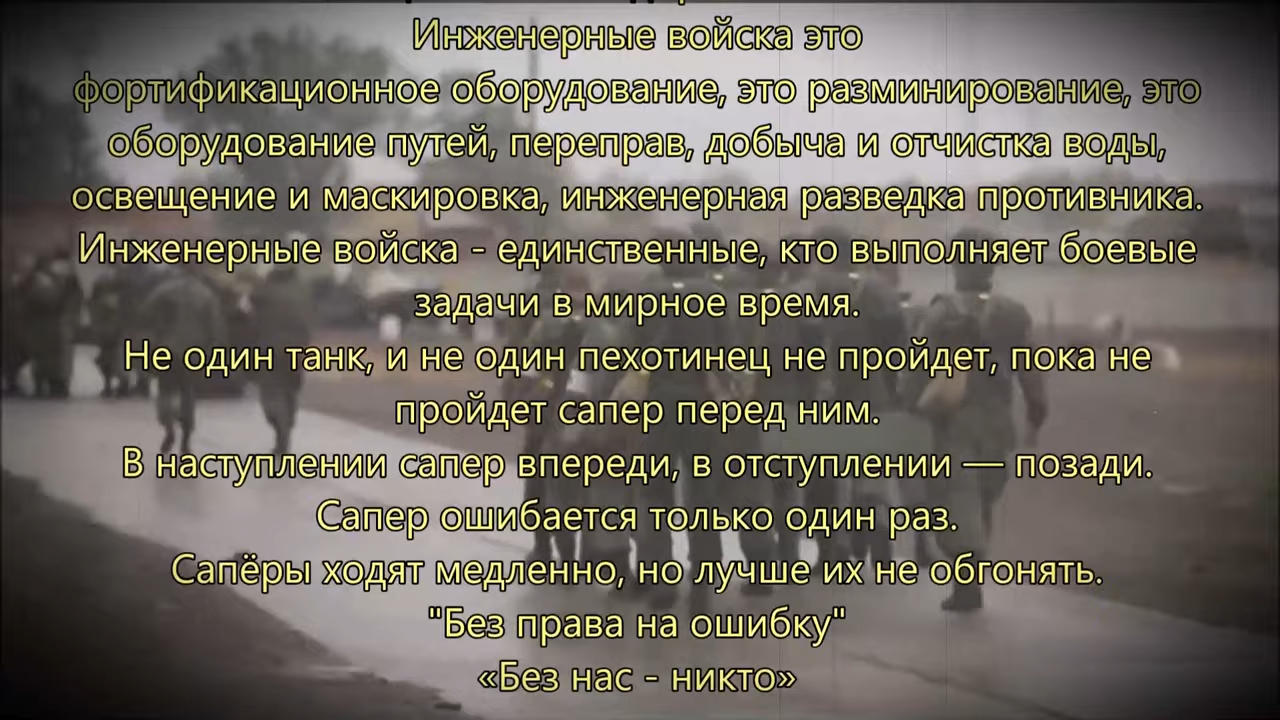 Инженерные войска это
фортификационное оборудование, это разминирование, это
оборудование путей, переправ, добыча и отчистка воды,
освещение и маскировка, инженерная разведка противника.
Инженерные войска - единственные, кто выполняет боевые
задачи в мирное время.
Не один танк, и не один пехотинец не пройдет, пока не
пройдет сапер перед ним.
В наступлении сапер впереди, в отступлении — позади.
Сапер ошибается только один раз.
Сапёры ходят медленно, но лучше их не обгонять.
"Без права на ошибку"
«Без нас - никто»